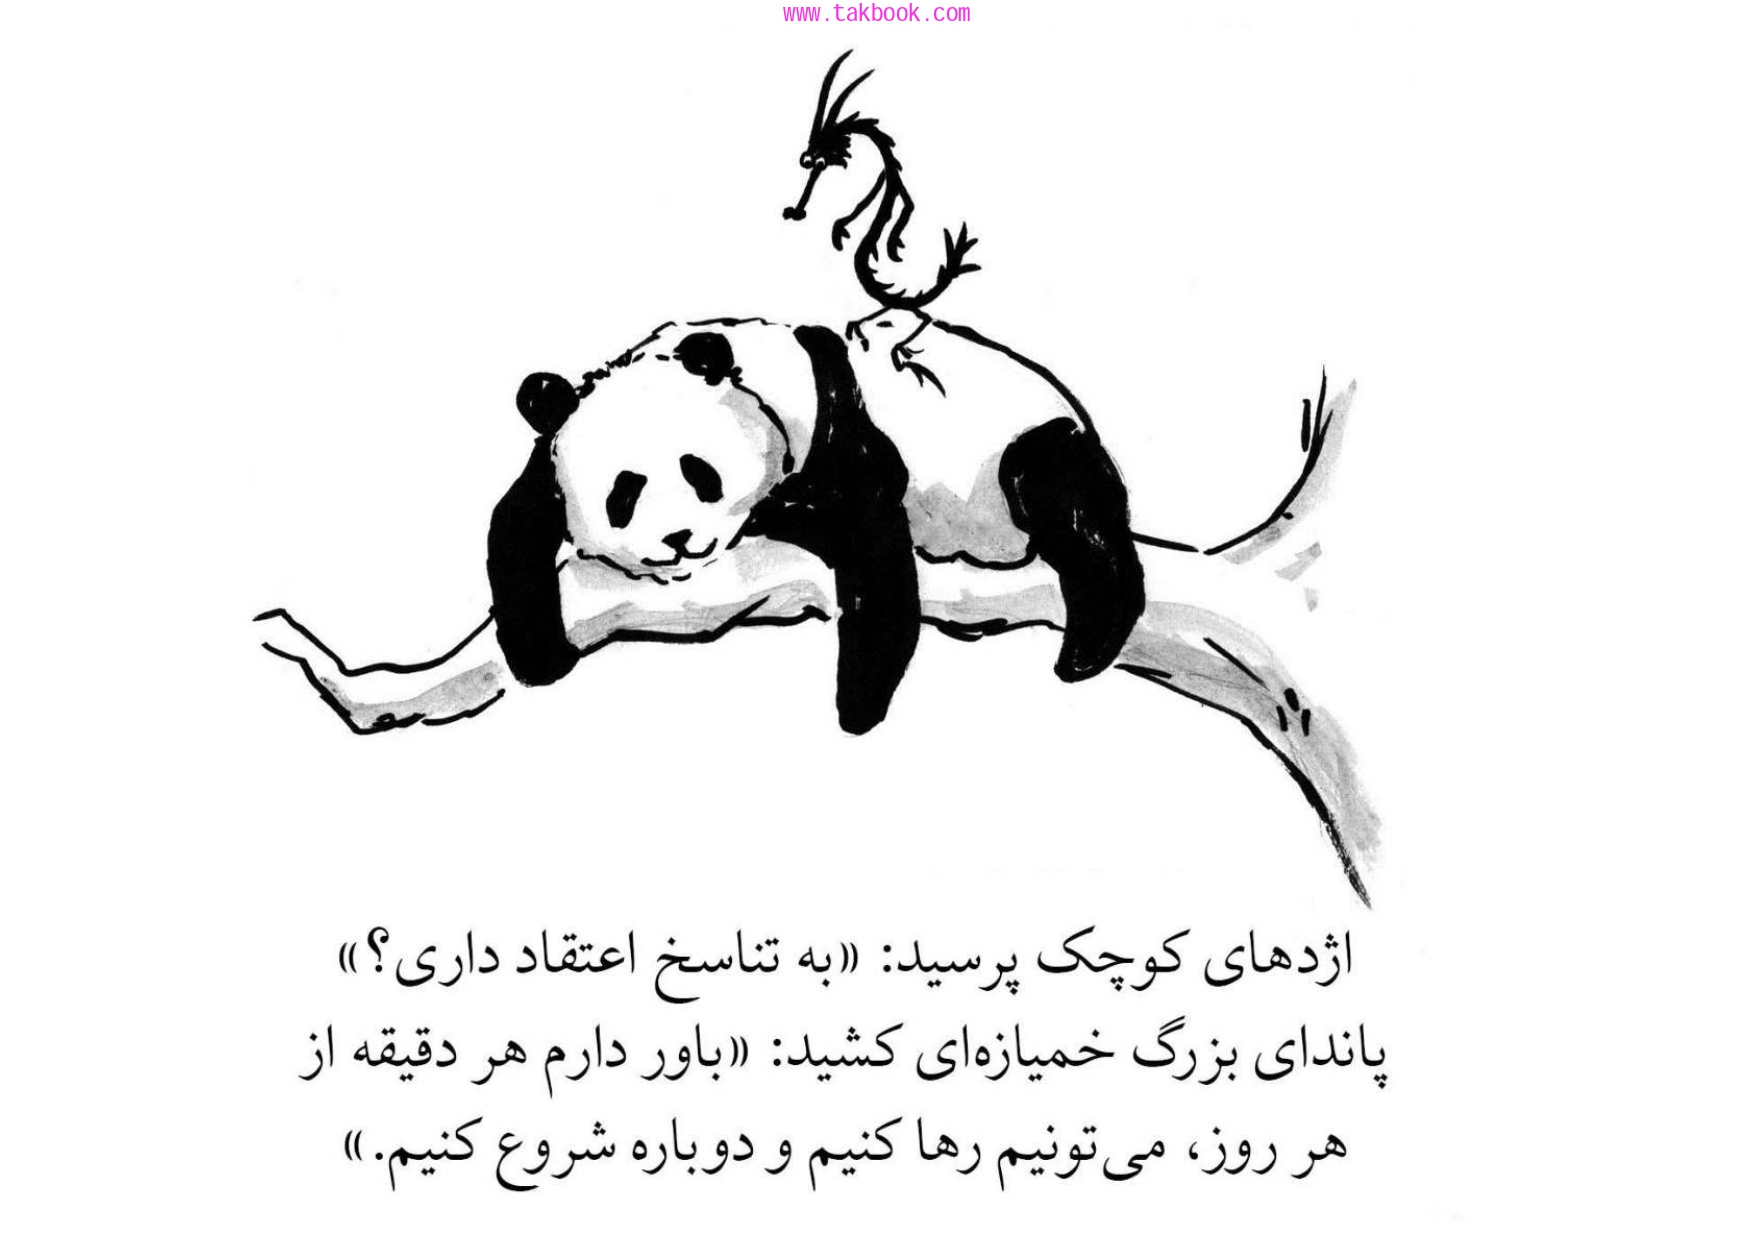 www.takbook.com
اژدهای کوچک پرسید: «به تناسخ اعتقاد داری؟»
پاندای بزرگ خمیازه‌ای کشید: «باور دارم هر دقیقه از
هر روز، می‌تونیم رها کنیم و دوباره شروع کنیم.»